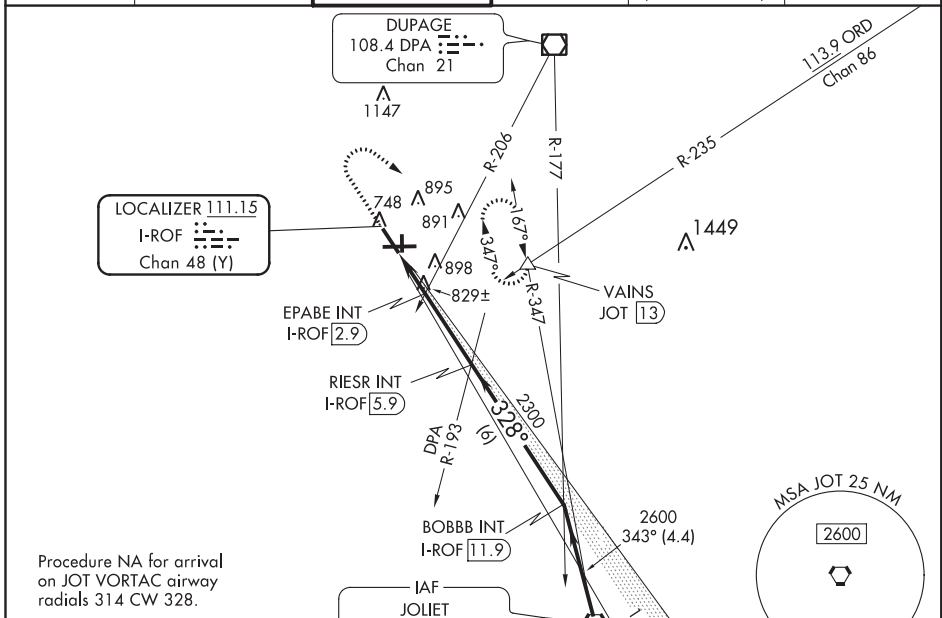 DUPAGE
108.4 DPA
Chan 21
113.9 ORD
Chan 86
1147
R-206
R-177
R-235
LOCALIZER 111.15
I-ROF
Chan 48 (Y)
748
895
891
167°
347°
1449
898
829±
R-347
VAINS
JOT 13
EPABE INT
I-ROF 2.9
RIESR INT
I-ROF 5.9
2300
328°
(6)
DPA
R-193
BOBBB INT
I-ROF 11.9
2600
343° (4.4)
MSA JOT 25 NM
2600
Procedure NA for arrival
on JOT VORTAC airway
radials 314 CW 328.
IAF
JOLIET